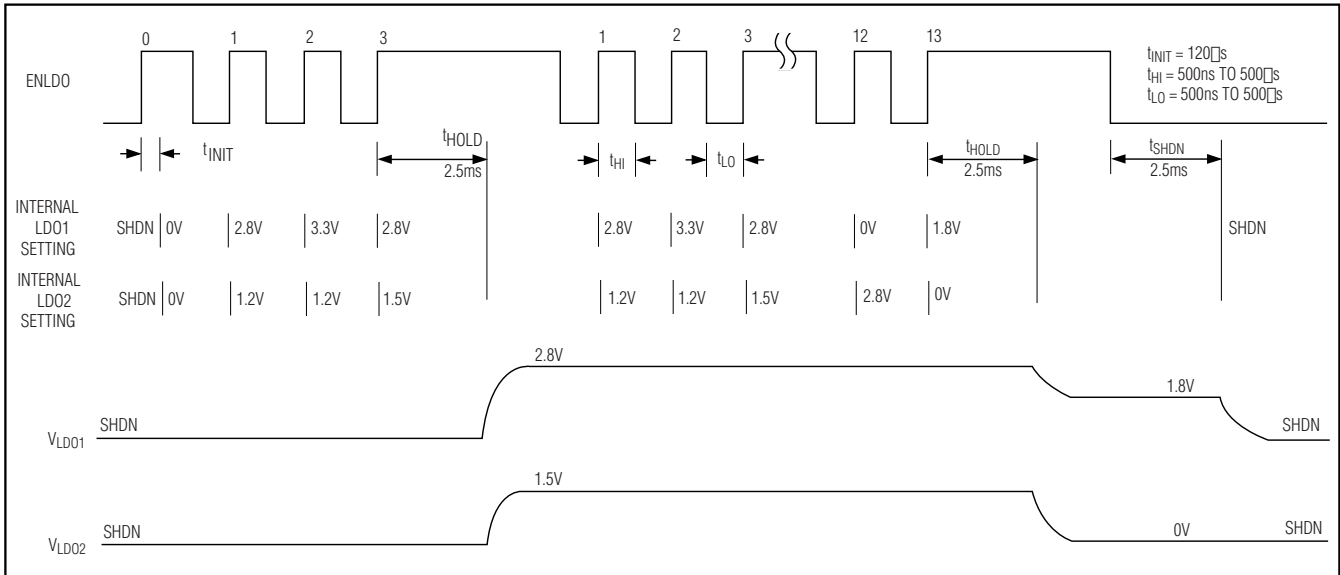 0 1 2 3 1 2 3 12 13
ENLDO
tINIT = 120▯s
tHI = 500ns TO 500▯s
tLO = 500ns TO 500▯s
tINIT
tHOLD
2.5ms
tHI
tLO
tHOLD
2.5ms
tSHDN
2.5ms
INTERNAL
LDO1
SETTING
SHDN 0V 2.8V 3.3V 2.8V 2.8V 3.3V 2.8V 0V 1.8V SHDN
INTERNAL
LDO2
SETTING
SHDN 0V 1.2V 1.2V 1.5V 1.2V 1.2V 1.5V 2.8V 0V
2.8V
1.8V
SHDN SHDN
VLDO1
1.5V
SHDN 0V SHDN
VLDO2